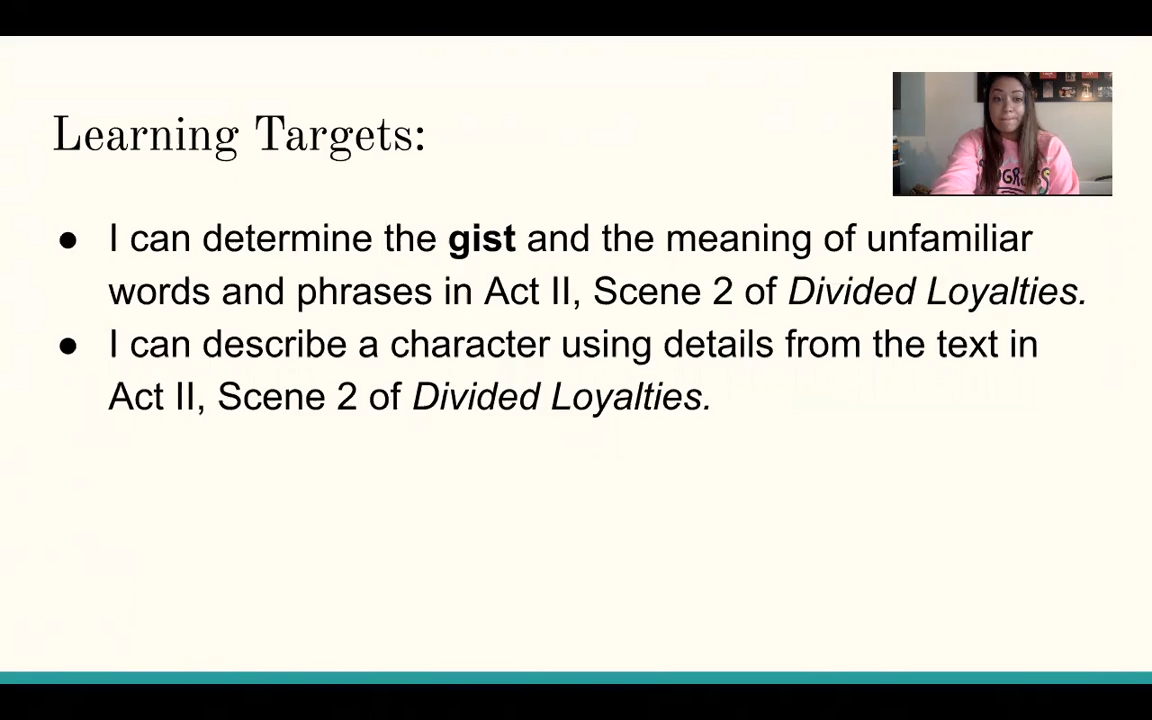 Learning Targets:
● I can determine the gist and the meaning of unfamiliar
words and phrases in Act II, Scene 2 of Divided Loyalties.
● I can describe a character using details from the text in
Act II, Scene 2 of Divided Loyalties.